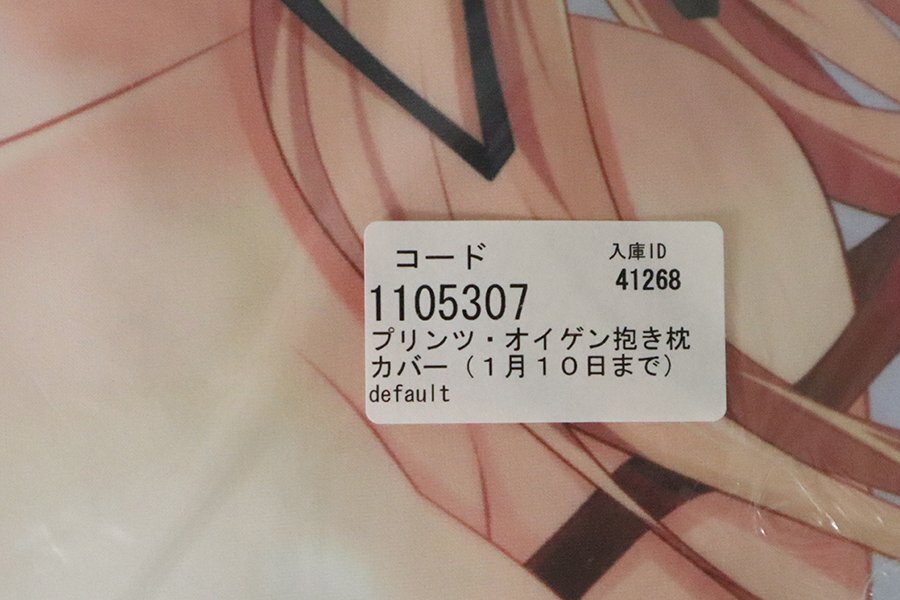 コード
入庫ID
41268
1105307
プリンツ・オイゲン抱き枕
カバー（１月１０日まで）
default